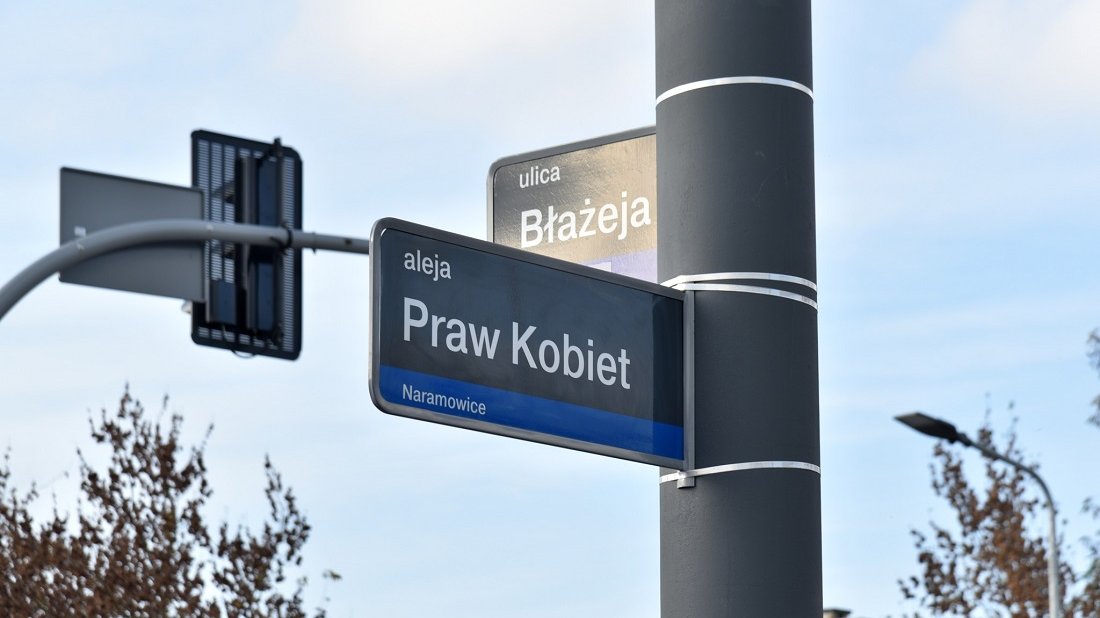 ulica
Błażeja
aleja
Praw Kobiet
Naramowice